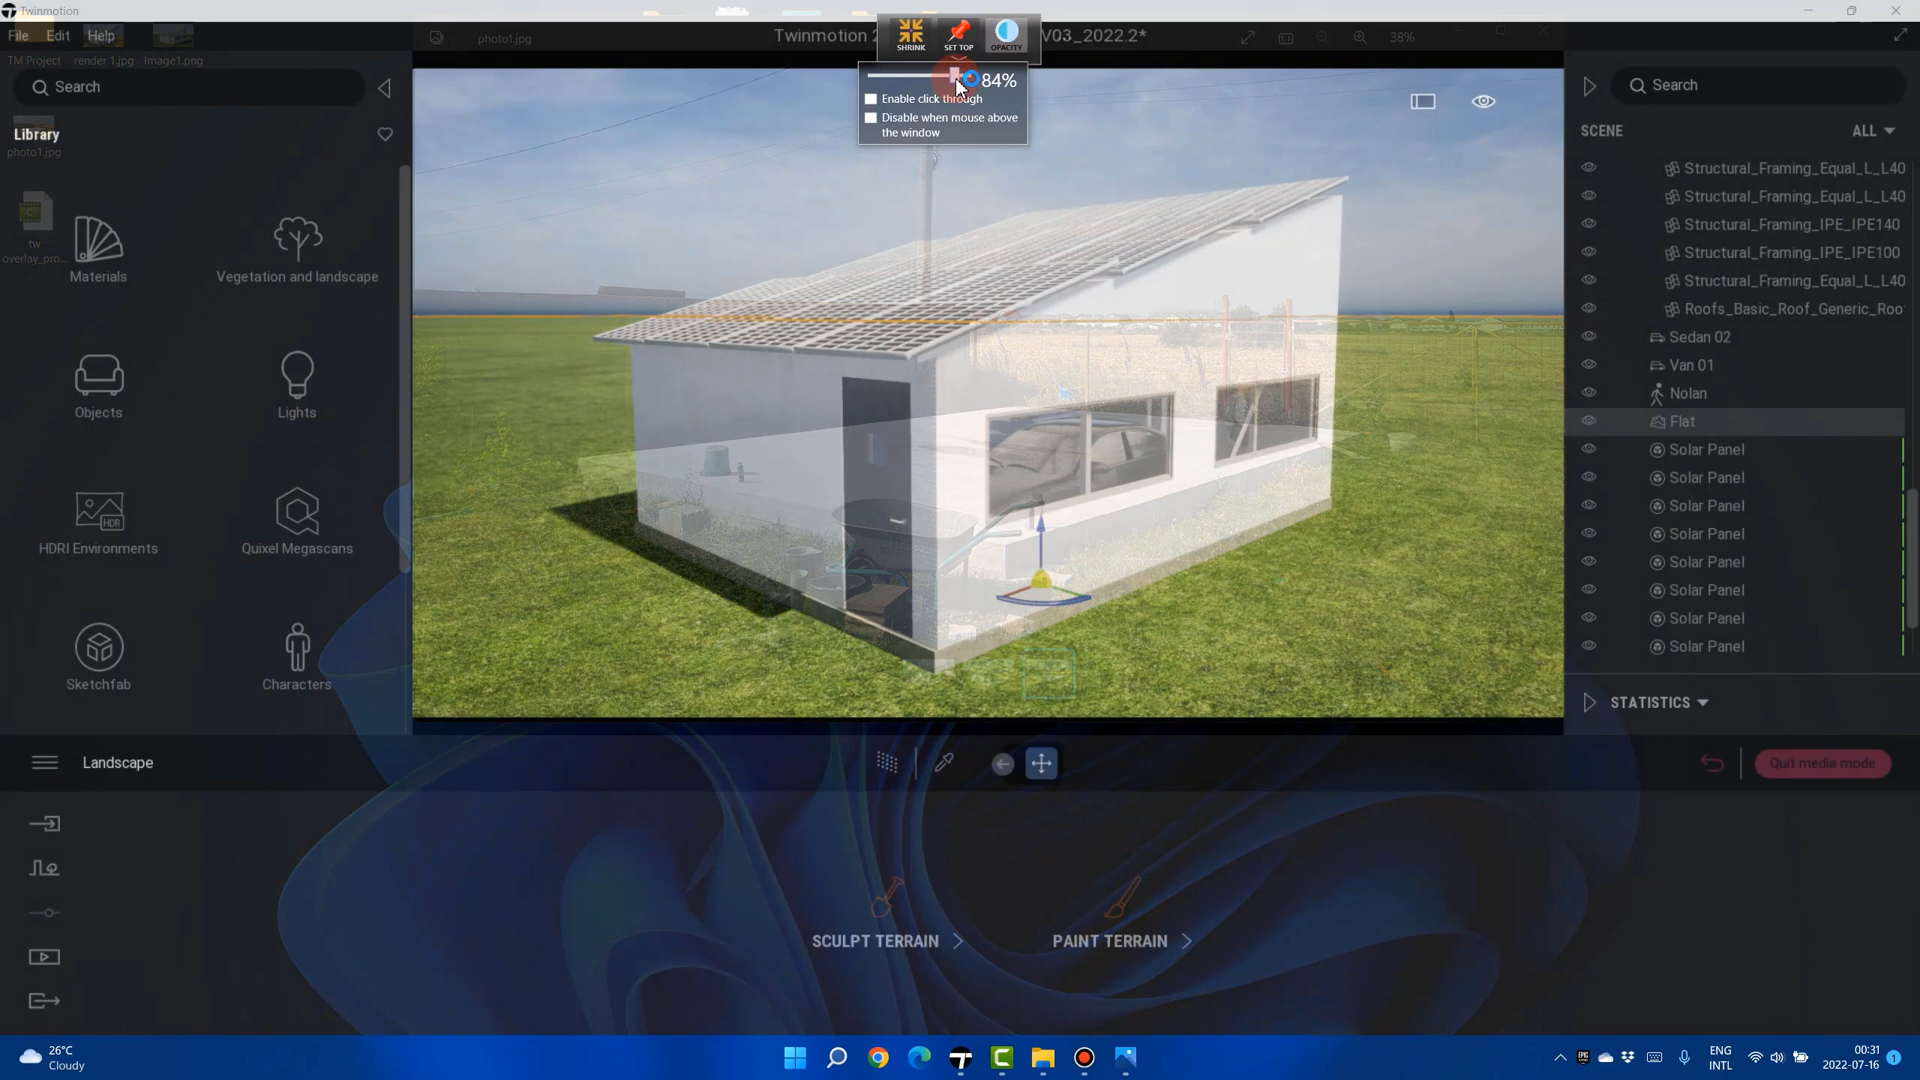 Twinmotion
File Edit Help
photo1.jpg
Twinmotion 2
V03_2022.2*
38%
SHRINK SET TOP OPACITY
84%
Enable click through
Disable when mouse above
the window
TM Project render 1.jpg Image1.png
Search
Library
photo1.jpg
tw
overlay_pro...
Materials
Vegetation and landscape
Objects
Lights
HDR
HDRI Environments
Quixel Megascans
Sketchfab
Characters
Search
SCENE ALL
Structural_Framing_Equal_L_L40
Structural_Framing_Equal_L_L40
Structural_Framing_IPE_IPE140
Structural_Framing_IPE_IPE100
Structural_Framing_Equal_L_L40
Roofs_Basic_Roof_Generic_Roo
Sedan 02
Van 01
Nolan
Flat
Solar Panel
Solar Panel
Solar Panel
Solar Panel
Solar Panel
Solar Panel
Solar Panel
Solar Panel
STATISTICS
Landscape
Quit media mode
SCULPT TERRAIN
PAINT TERRAIN
26°C
Cloudy
ENG
INTL
00:31
2022-07-16
1